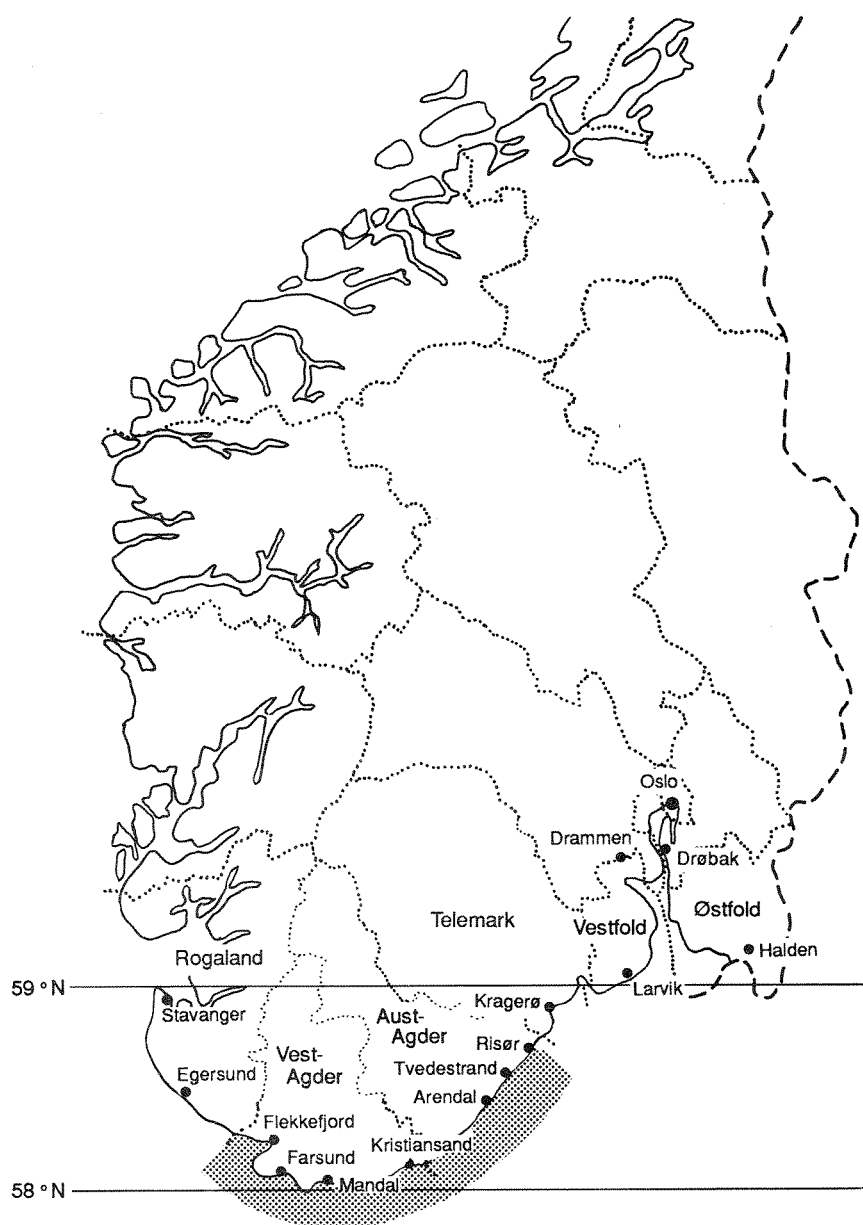 Oslo
Drammen
Drøbak
Østfold
Telemark
Vestfold
Halden
Rogaland
59 ° N
Larvik
Kragerø
Stavanger
Aust-
Agder
Risør
Vest-
Agder
Tvedestrand
Egersund
Arendal
Flekkefjord
Kristiansand
Farsund
Mandal
58 ° N